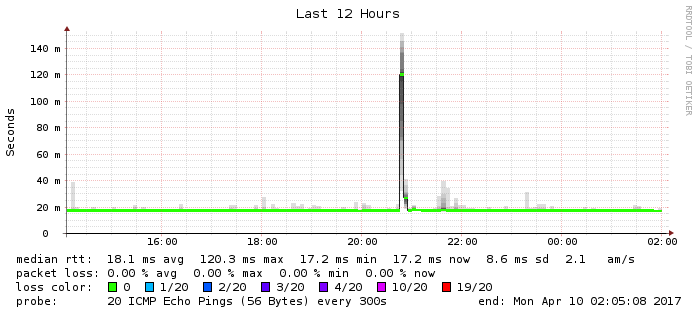 Last 12 Hours
RRDTOOL / TOBI OETIKER
Seconds
140 m
120 m
100 m
80 m
60 m
40 m
20 m
0
16:00 18:00 20:00 22:00 00:00 02:00
median rtt: 18.1 ms avg 120.3 ms max 17.2 ms min 17.2 ms now 8.6 ms sd 2.1 am/s
packet loss: 0.00 % avg 0.00 % max 0.00 % min 0.00 % now
loss color: 0 1/20 2/20 3/20 4/20 10/20 19/20
probe: 20 ICMP Echo Pings (56 Bytes) every 300s end: Mon Apr 10 02:05:08 2017